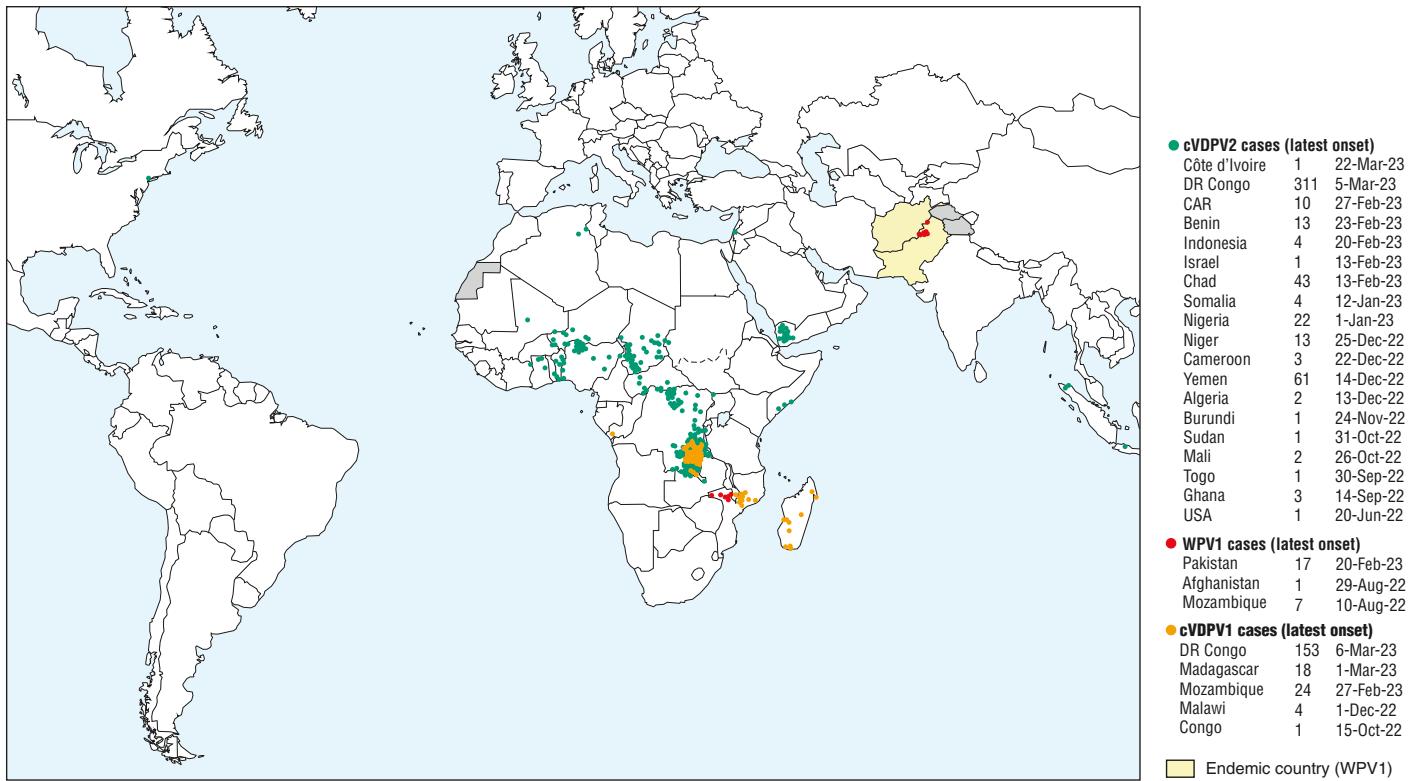 cVDPV2 cases (latest onset)
Côte d'Ivoire 1 22-Mar-23
DR Congo 311 5-Mar-23
CAR 10 27-Feb-23
Benin 13 23-Feb-23
Indonesia 4 20-Feb-23
Israel 1 13-Feb-23
Chad 43 13-Feb-23
Somalia 4 12-Jan-23
Nigeria 22 1-Jan-23
Niger 13 25-Dec-22
Cameroon 3 22-Dec-22
Yemen 61 14-Dec-22
Algeria 2 13-Dec-22
Burundi 1 24-Nov-22
Sudan 1 31-Oct-22
Mali 2 26-Oct-22
Togo 1 30-Sep-22
Ghana 3 14-Sep-22
USA 1 20-Jun-22
WPV1 cases (latest onset)
Pakistan 17 20-Feb-23
Afghanistan 1 29-Aug-22
Mozambique 7 10-Aug-22
cVDPV1 cases (latest onset)
DR Congo 153 6-Mar-23
Madagascar 18 1-Mar-23
Mozambique 24 27-Feb-23
Malawi 4 1-Dec-22
Congo 1 15-Oct-22
Endemic country (WPV1)